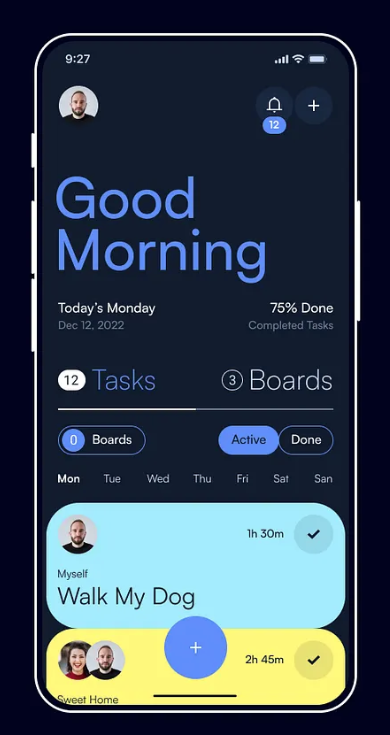 9:27
12
Good
Morning
Today's Monday 75% Done
Dec 12, 2022 Completed Tasks
12 Tasks 3 Boards
0 Boards Active Done
Mon Tue Wed Thu Fri Sat San
1h 30m
Myself
Walk My Dog
2h 45m
Sweet Home